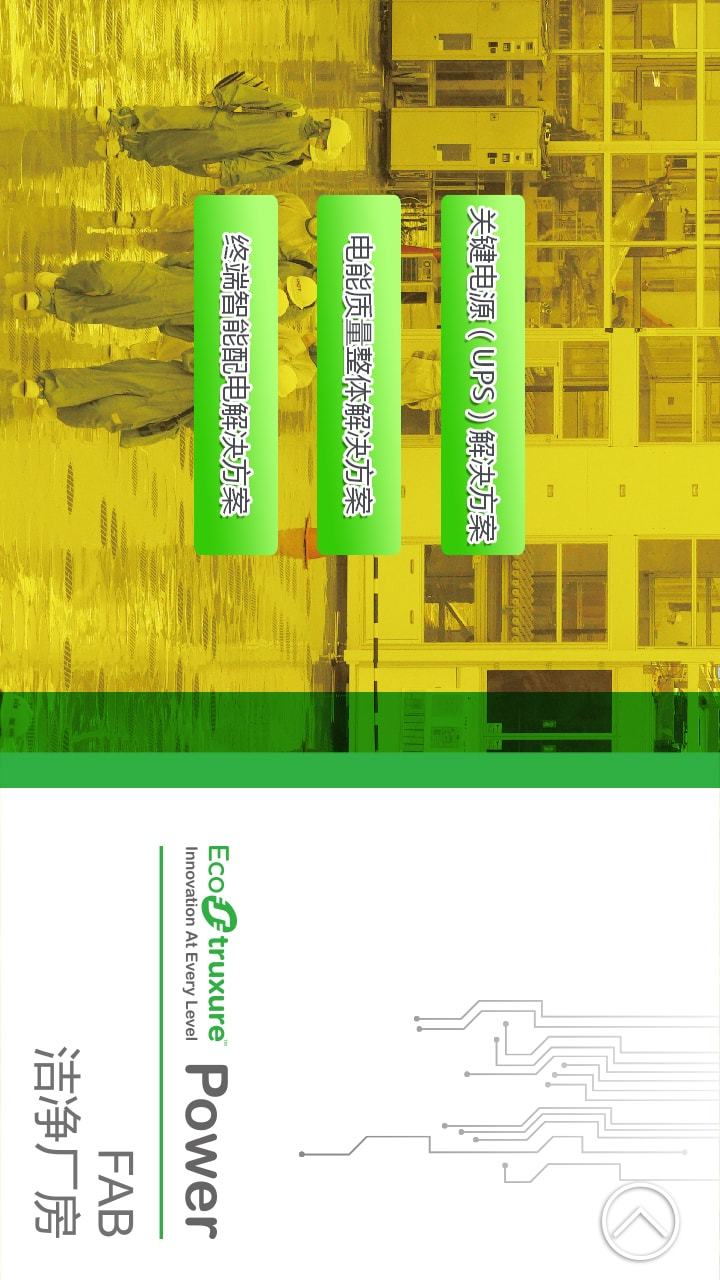 关键电源（UPS）解决方案
电能质量整体解决方案
终端智能配电解决方案
EcoStruxure™ Power
Innovation At Every Level
FAB
洁净厂房